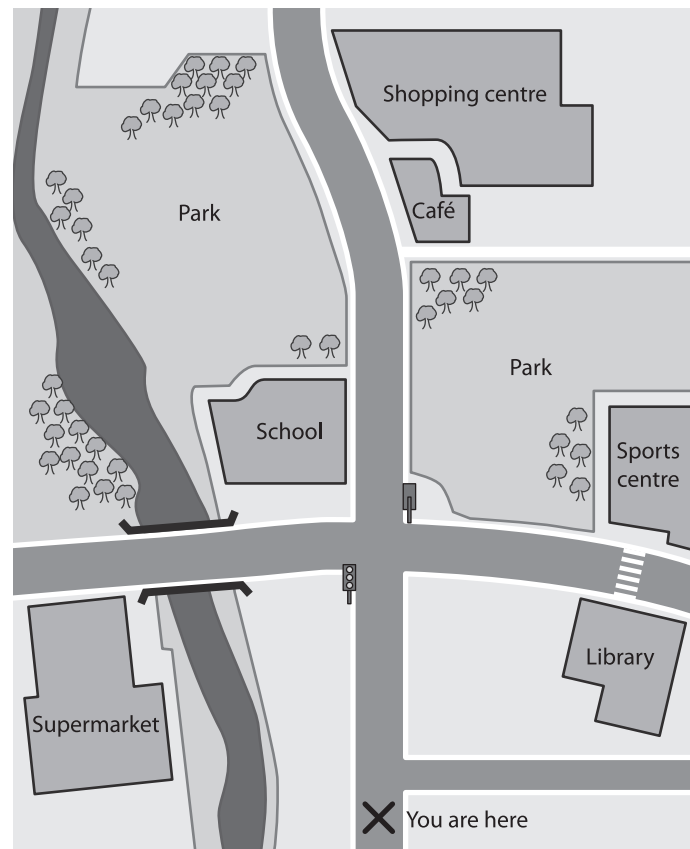 Shopping centre
Café
Park
Park
School
Sports
centre
Library
Supermarket
You are here